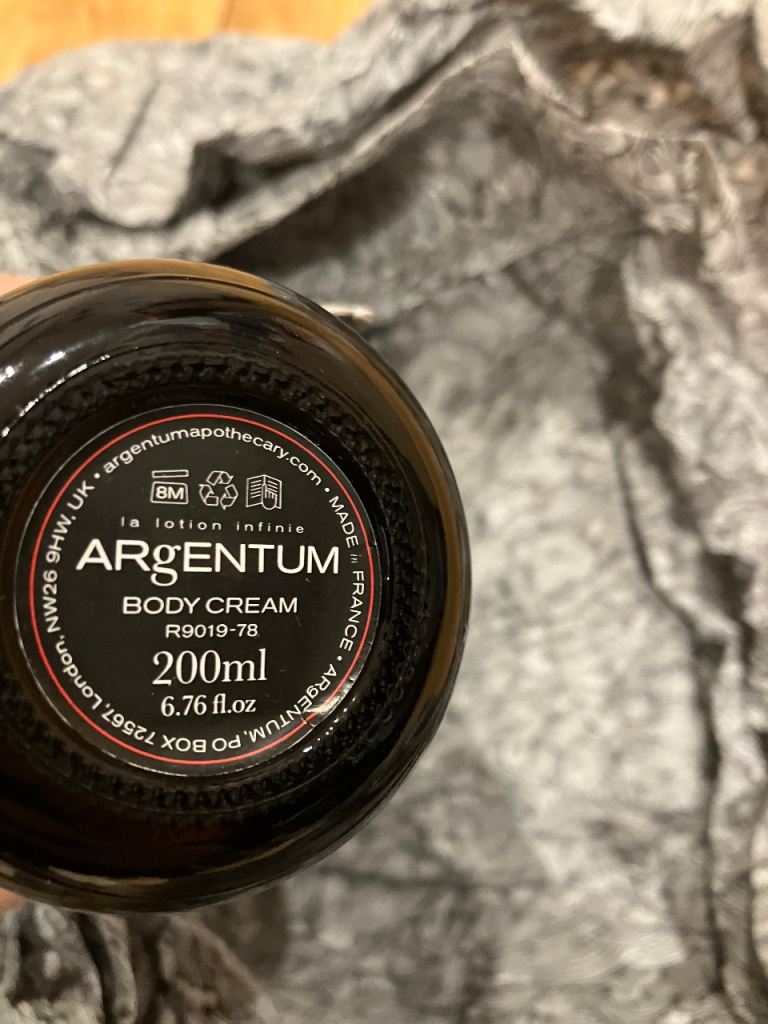 argentumapothecary.com • MADE in FRANCE • ARgENTUM, PO BOX 72567, London, NW26 9HW, UK •
8M
la lotion infinie
ARgENTUM
BODY CREAM
R9019-78
200ml
6.76 fl.oz